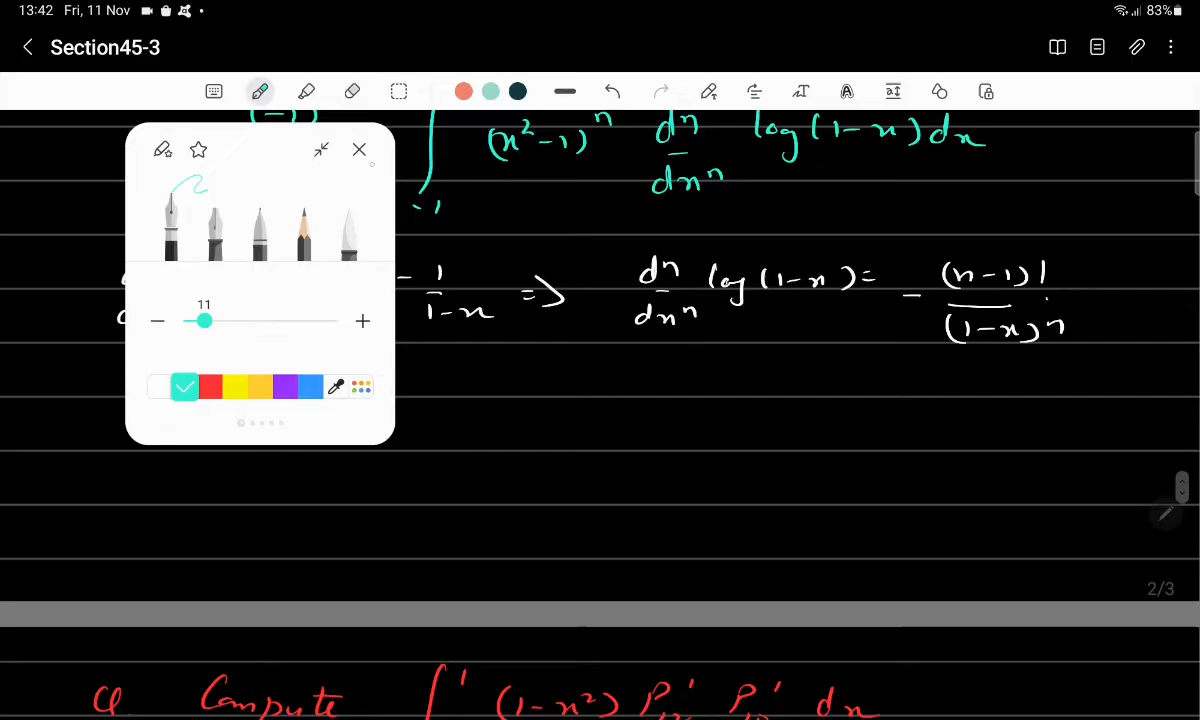 13:42 Fri, 11 Nov 83%
Section45-3
(x² - 1)ⁿ dn/dxⁿ log(1-x) dx
-1
- 1/(1-x) => dn/dxⁿ log(1-x) = - (n-1)!/(1-x)ⁿ
11
2/3
Q. Compute ∫¹ (1-x²) P' P' dx